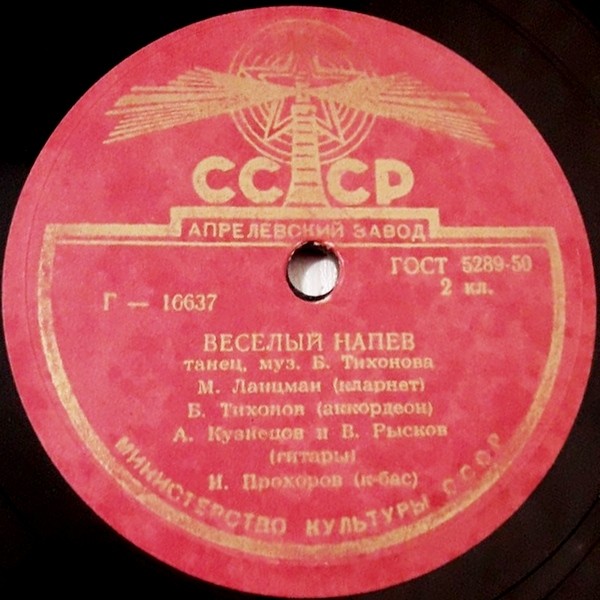 СССР
АПРЕЛЕВСКИЙ ЗАВОД
ГОСТ 5289-50
2 кл.
Г — 16637
ВЕСЕЛЫЙ НАПЕВ
танец, муз. Б. Тихонова
М. Ланцман (кларнет)
Б. Тихонов (аккордеон)
А. Кузнецов и В. Рысков
(гитары)
И. Прохоров (к-бас)
МИНИСТЕРСТВО КУЛЬТУРЫ СССР